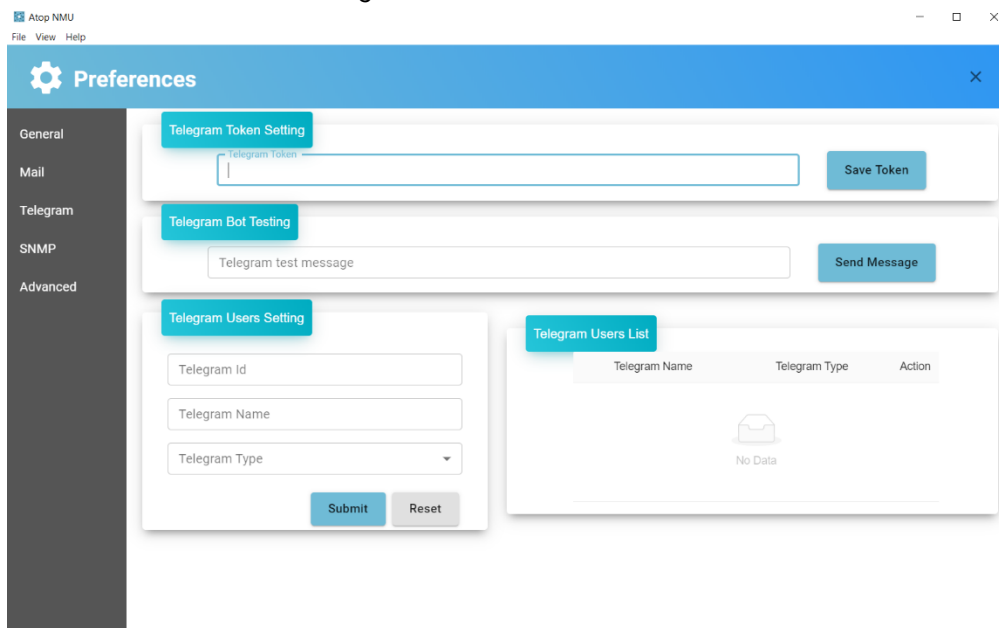 Atop NMU
File View Help
Preferences
General
Mail
Telegram
SNMP
Advanced
Telegram Token Setting
Telegram Token
Save Token
Telegram Bot Testing
Telegram test message
Send Message
Telegram Users Setting
Telegram Id
Telegram Name
Telegram Type
Submit Reset
Telegram Users List
Telegram Name Telegram Type Action
No Data